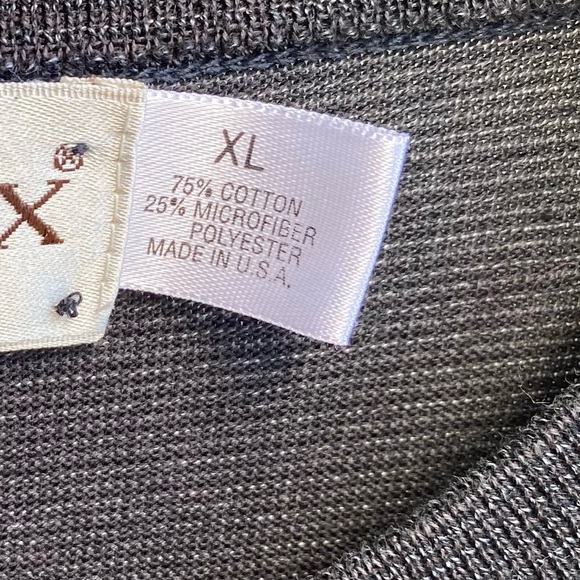 X®
XL
75% COTTON
25% MICROFIBER
POLYESTER
MADE IN U.S.A.